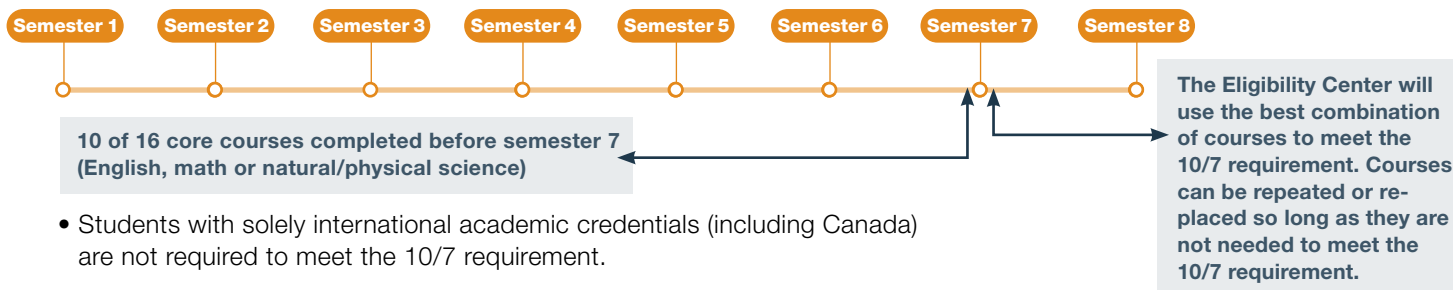 Semester 1 Semester 2 Semester 3 Semester 4 Semester 5 Semester 6 Semester 7 Semester 8
10 of 16 core courses completed before semester 7
(English, math or natural/physical science)
• Students with solely international academic credentials (including Canada)
are not required to meet the 10/7 requirement.
The Eligibility Center will
use the best combination
of courses to meet the
10/7 requirement. Courses
can be repeated or re-
placed so long as they are
not needed to meet the
10/7 requirement.